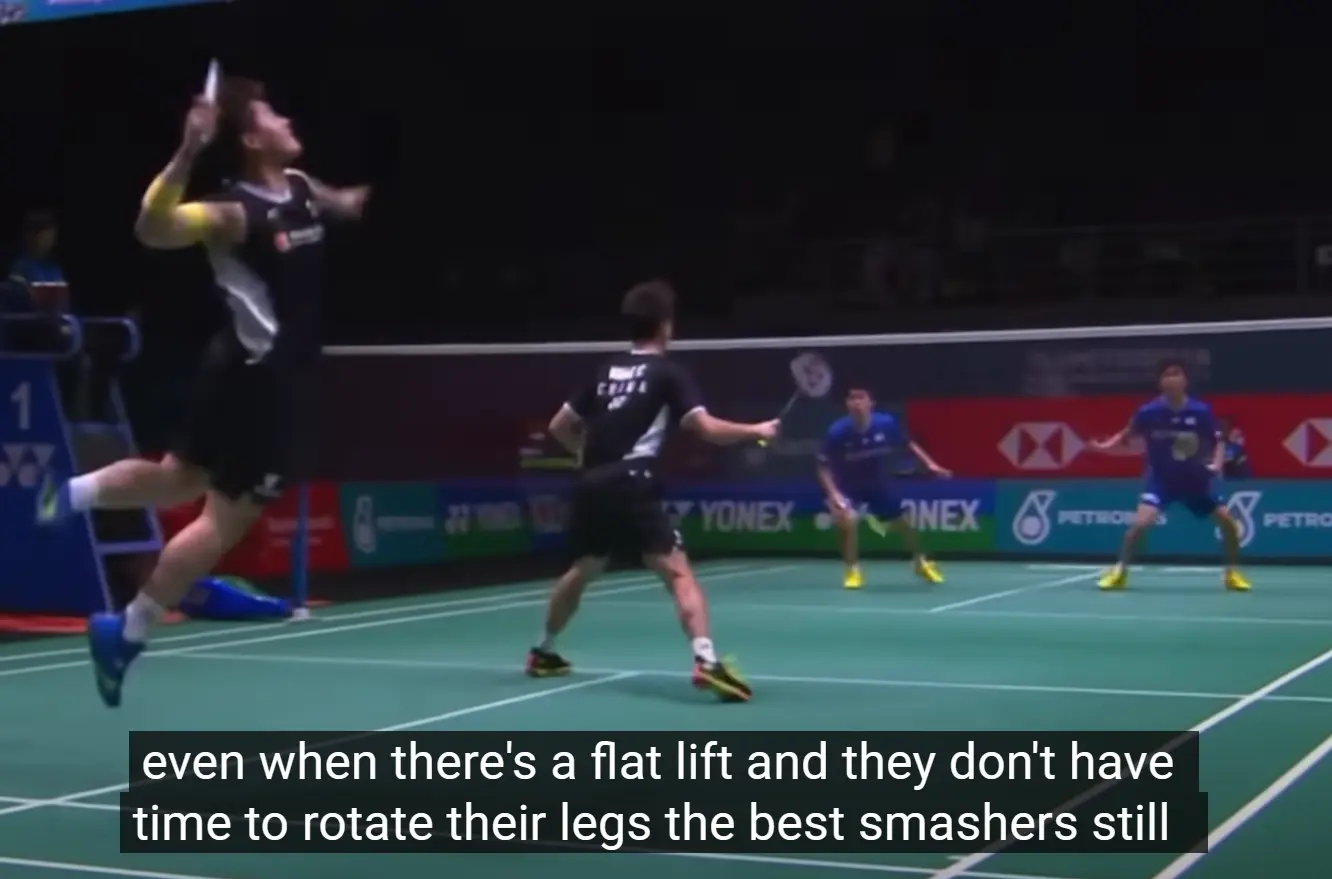 1
CHINA
YONEX
ONEX
PETRONAS
PETRO
even when there's a flat lift and they don't have
time to rotate their legs the best smashers still